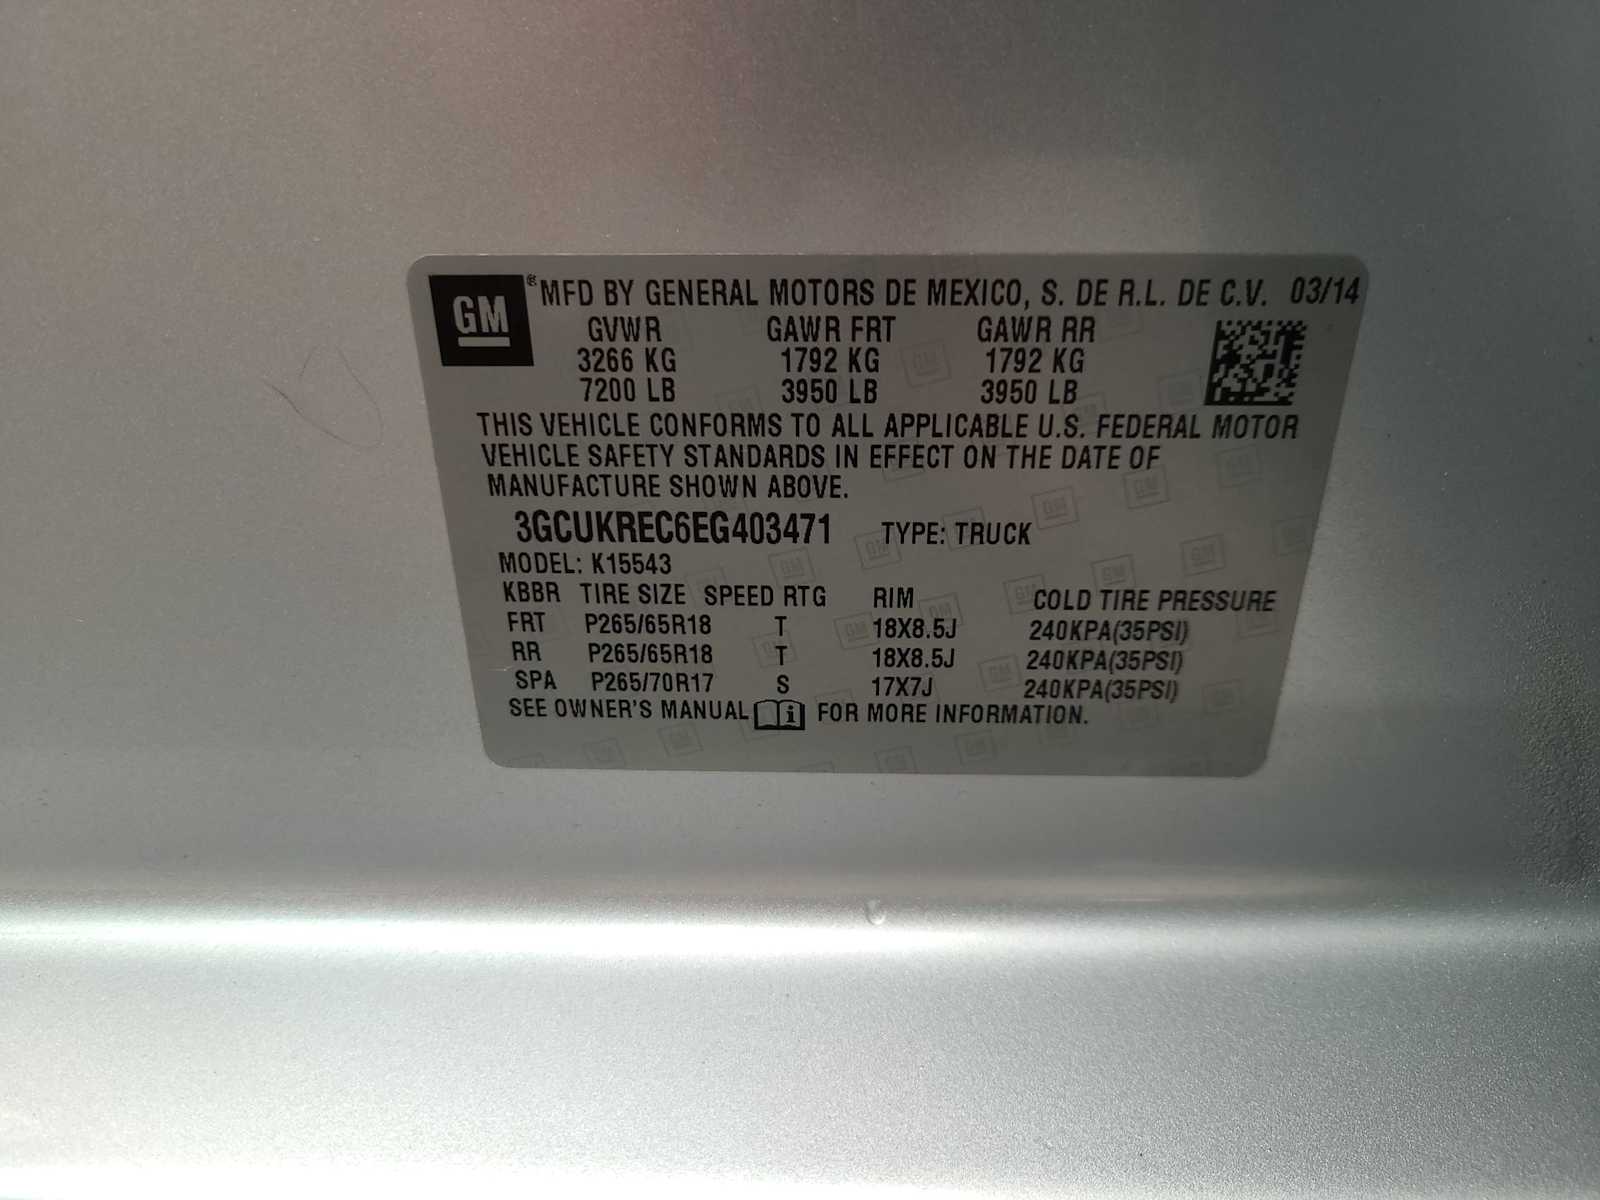 GM ® MFD BY GENERAL MOTORS DE MEXICO, S. DE R.L. DE C.V. 03/14
GVWR GAWR FRT GAWR RR
3266 KG 1792 KG 1792 KG
7200 LB 3950 LB 3950 LB
THIS VEHICLE CONFORMS TO ALL APPLICABLE U.S. FEDERAL MOTOR
VEHICLE SAFETY STANDARDS IN EFFECT ON THE DATE OF
MANUFACTURE SHOWN ABOVE.
3GCUKREC6EG403471 TYPE: TRUCK
MODEL: K15543
KBBR TIRE SIZE SPEED RTG RIM COLD TIRE PRESSURE
FRT P265/65R18 T 18X8.5J 240KPA(35PSI)
RR P265/65R18 T 18X8.5J 240KPA(35PSI)
SPA P265/70R17 S 17X7J 240KPA(35PSI)
SEE OWNER'S MANUAL i FOR MORE INFORMATION.